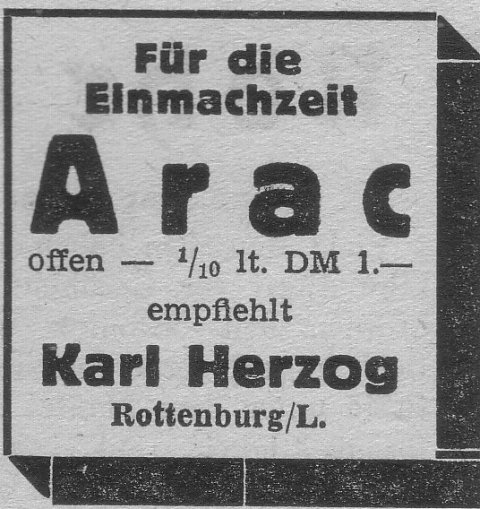 Für die
Einmachzeit
Arac
offen — 1/10 lt. DM 1.—
empfiehlt
Karl Herzog
Rottenburg/L.